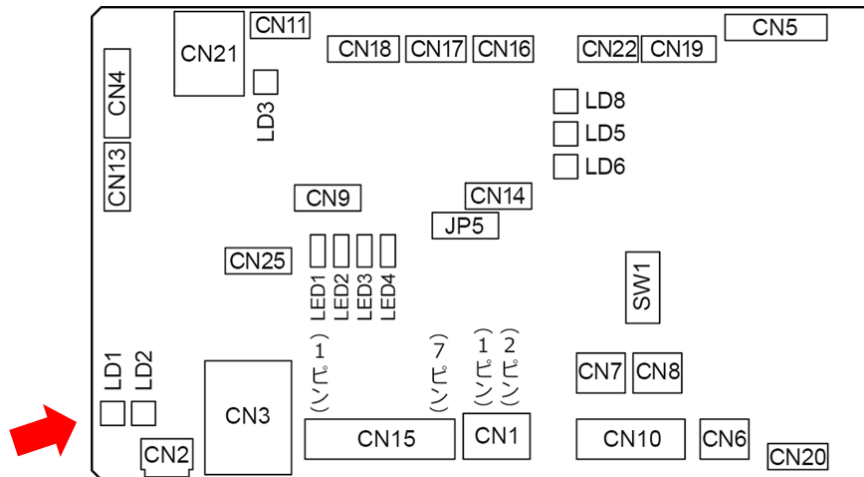 CN11
CN5
CN21
CN18
CN17
CN16
CN22
CN19
CN4
LD3
LD8
LD5
LD6
CN13
CN9
CN14
JP5
CN25
LED1
LED2
LED3
LED4
SW1
(1ピン)
(7ピン)
(1ピン)
(2ピン)
LD1
LD2
CN7
CN8
CN3
CN15
CN1
CN10
CN6
CN2
CN20